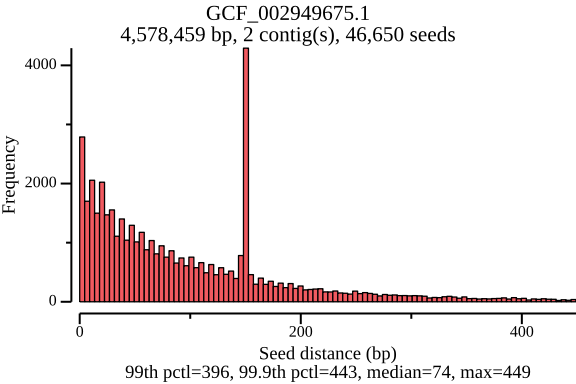 GCF_002949675.1
4,578,459 bp, 2 contig(s), 46,650 seeds
4000
2000
0
Frequency
0
200
400
Seed distance (bp)
99th pctl=396, 99.9th pctl=443, median=74, max=449